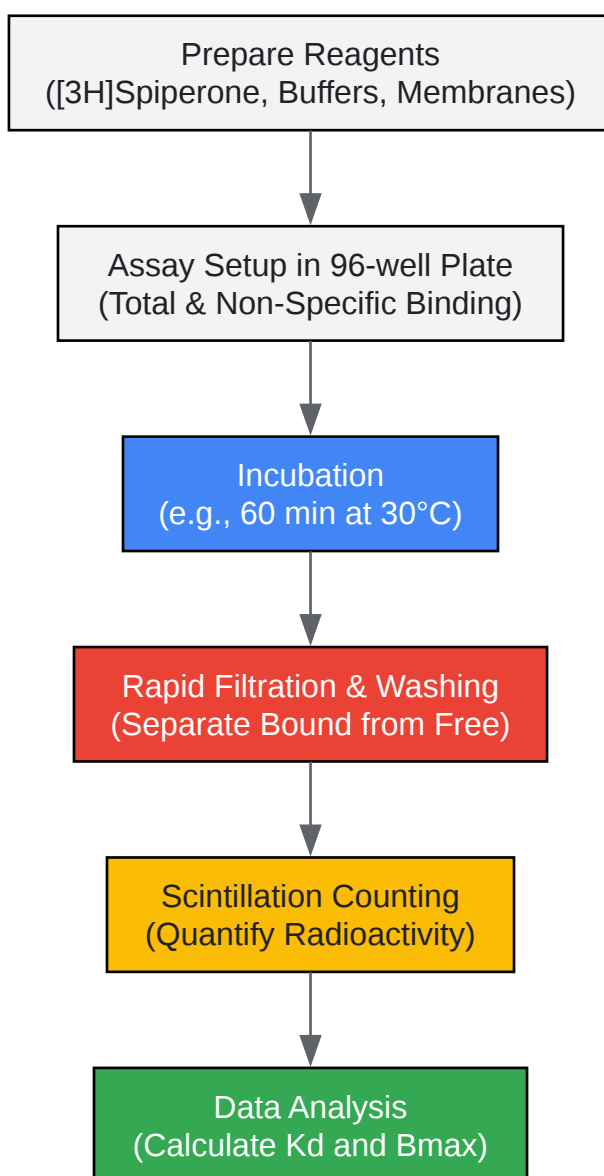 Prepare Reagents
([3H]Spiperone, Buffers, Membranes)
Assay Setup in 96-well Plate
(Total & Non-Specific Binding)
Incubation
(e.g., 60 min at 30°C)
Rapid Filtration & Washing
(Separate Bound from Free)
Scintillation Counting
(Quantify Radioactivity)
Data Analysis
(Calculate Kd and Bmax)